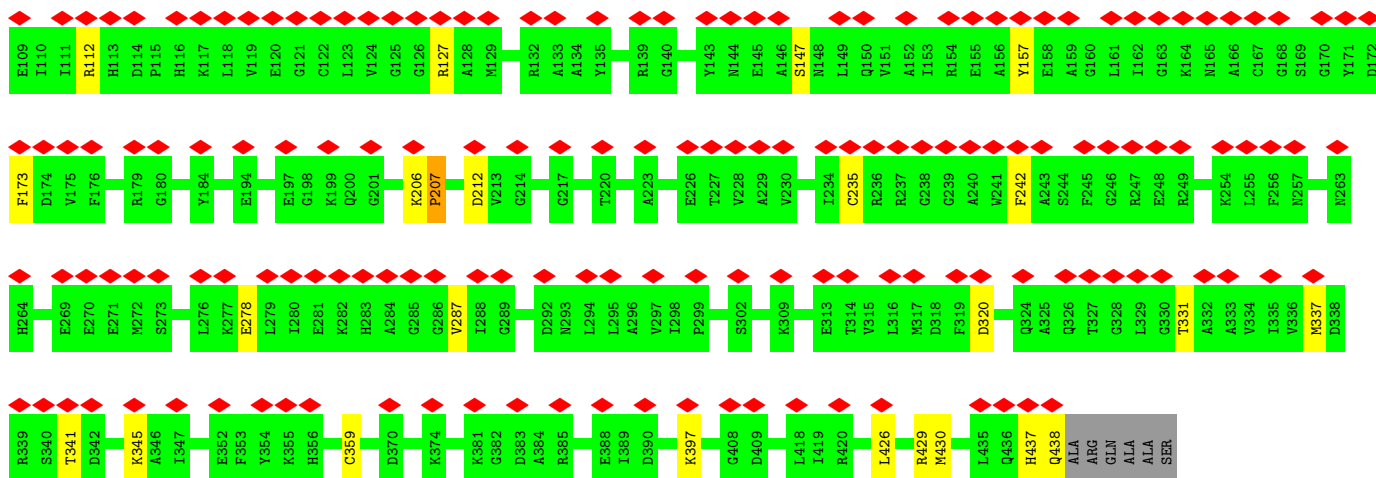 E109 I110 I111 R112 H113 D114 P115 H116 K117 L118 V119 E120 G121 C122 L123 V124 G125 G126 R127 A128 M129 R132 A133 A134 Y135 R139 G140 Y143 N144 E145 A146 S147 N148 L149 Q150 V151 A152 I153 R154 E155 A156 Y157 E158 A159 G160 L161 I162 G163 K164 N165 A166 C167 G168 S169 G170 Y171 D172
F173 D174 V175 F176 R179 G180 Y184 E194 E197 G198 K199 Q200 G201 K206 P207 D212 V213 G214 G217 T220 A223 E226 T227 V228 A229 V230 I234 C235 R236 R237 G238 G239 A240 W241 F242 A243 S244 F245 G246 R247 E248 R249 K254 L255 F256 N257 N263
H264 E269 E270 E271 M272 S273 L276 K277 E278 L279 I280 E281 K282 H283 A284 G285 G286 V287 I288 G289 D292 N293 L294 L295 A296 V297 I298 P299 S302 K309 E313 T314 V315 L316 M317 D318 F319 D320 Q324 A325 Q326 T327 G328 L329 G330 T331 A332 A333 V334 I335 V336 M337 D338
R339 S340 T341 D342 K345 A346 I347 E352 F353 Y354 K355 H356 C359 D370 K374 K381 G382 D383 A384 R385 E388 I389 D390 K397 G408 D409 L418 I419 R420 L426 R429 M430 L435 Q436 H437 Q438 ALA ARG GLN ALA ALA SER